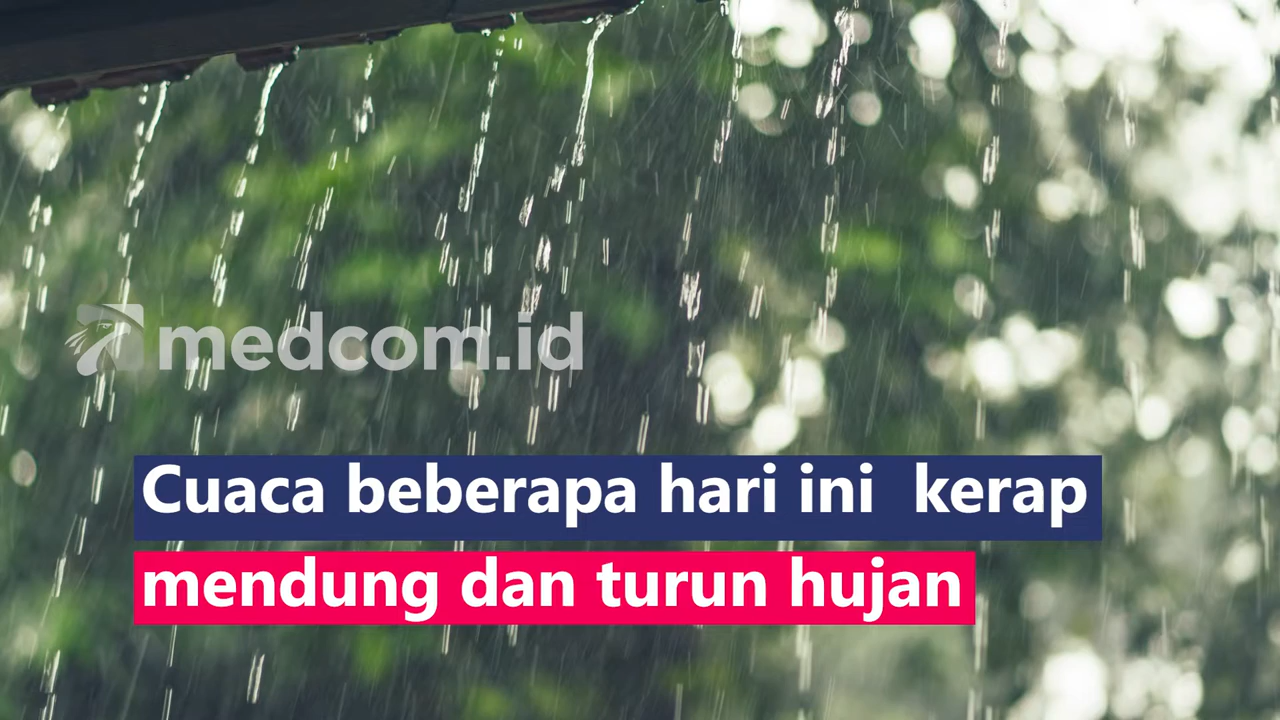 medcom.id
Cuaca beberapa hari ini  kerap
mendung dan turun hujan